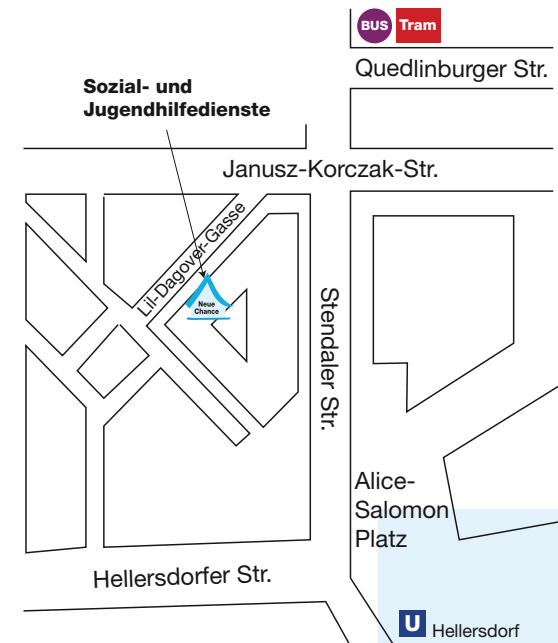 BUS Tram
Quedlinburger Str.
Sozial- und
Jugendhilfedienste
Janusz-Korczak-Str.
Lil-Dagover-Gasse
Neue
Chance
Stendaler Str.
Alice-
Salomon
Platz
Hellersdorfer Str.
U Hellersdorf